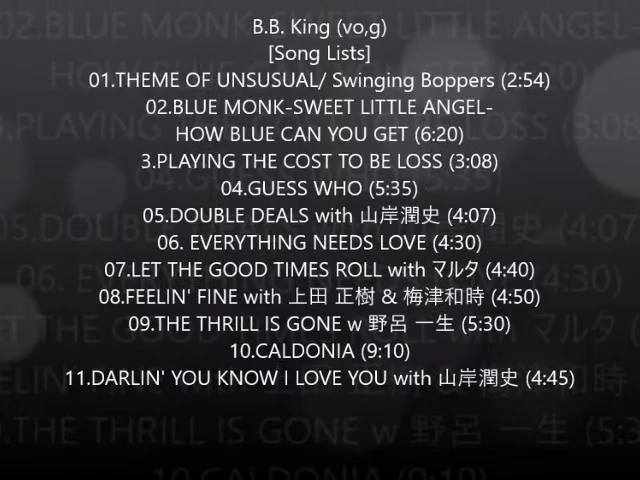 B.B. King (vo,g)
[Song Lists]
01.THEME OF UNSUSUAL/ Swinging Boppers (2:54)
02.BLUE MONK-SWEET LITTLE ANGEL-
HOW BLUE CAN YOU GET (6:20)
3.PLAYING THE COST TO BE LOSS (3:08)
04.GUESS WHO (5:35)
05.DOUBLE DEALS with 山岸潤史 (4:07)
06. EVERYTHING NEEDS LOVE (4:30)
07.LET THE GOOD TIMES ROLL with マルタ (4:40)
08.FEELIN' FINE with 上田 正樹 & 梅津和時 (4:50)
09.THE THRILL IS GONE w 野呂 一生 (5:30)
10.CALDONIA (9:10)
11.DARLIN' YOU KNOW I LOVE YOU with 山岸潤史 (4:45)